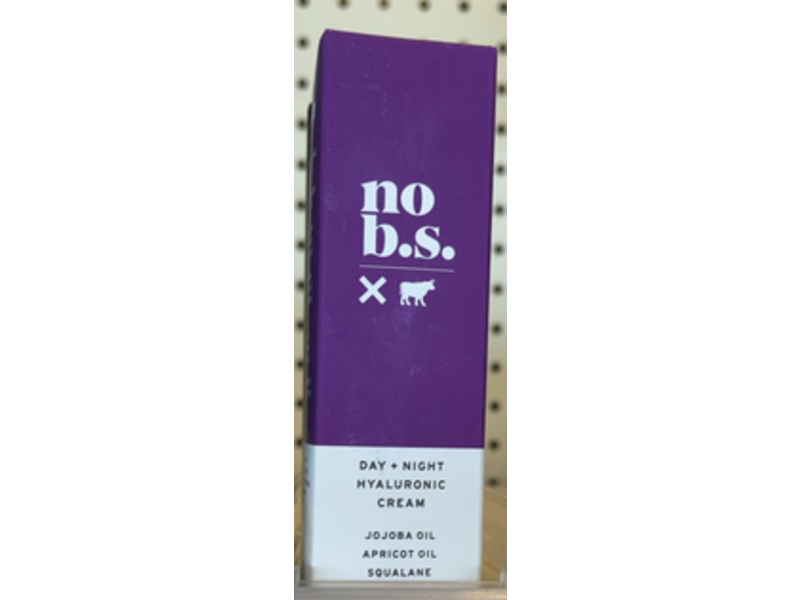 no
b.s.
DAY + NIGHT
HYALURONIC
CREAM
JOJOBA OIL
APRICOT OIL
SQUALANE